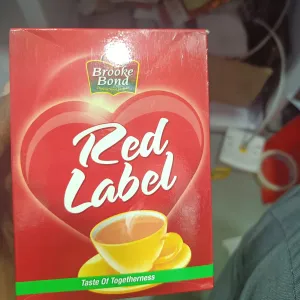 Brooke
Bond
Red
Label
Taste Of Togetherness